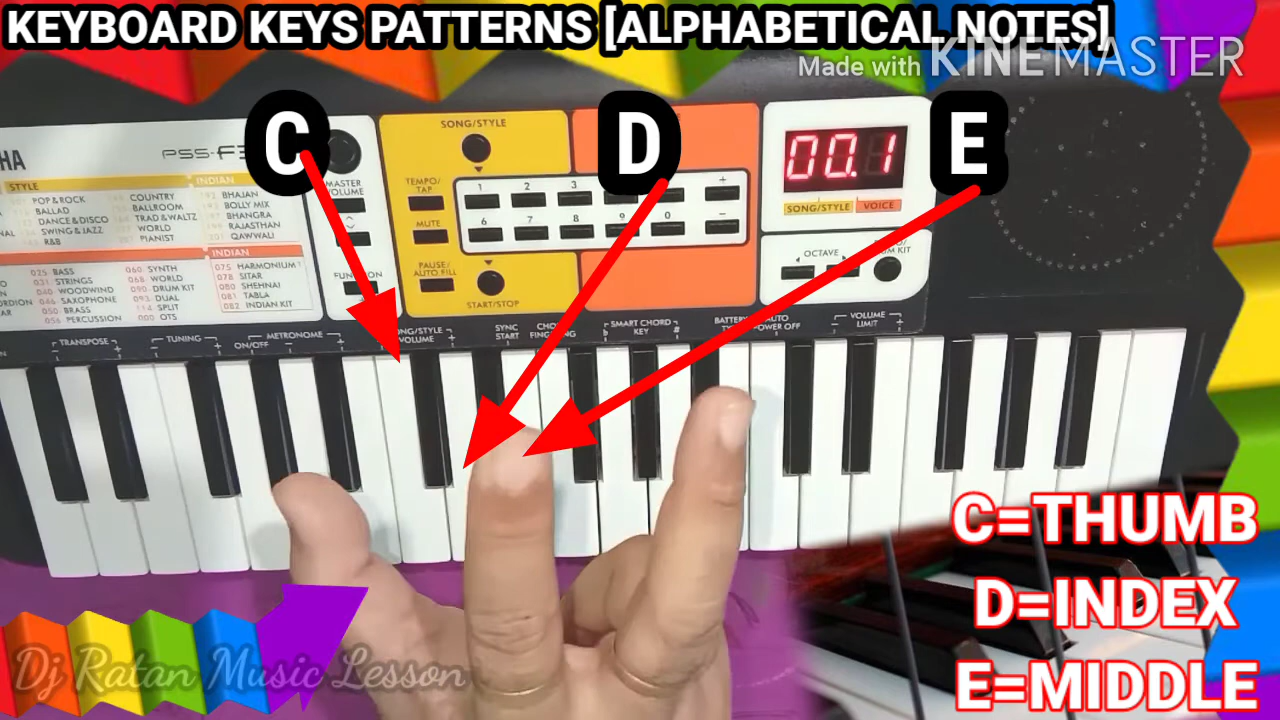 KEYBOARD KEYS PATTERNS [ALPHABETICAL NOTES]
Made with KINEMASTER
C
D
E
HA
PSS-F3
STYLE
INDIAN
POP & ROCK
BALLAD
DANCE & DISCO
SWING & JAZZ
R&B
COUNTRY
BALLROOM
TRAD & WALTZ
WORLD
PIANIST
BHAJAN
BOLLY MIX
BHANGRA
RAJASTHAN
201 QAWWALI
INDIAN
025 BASS
031 STRINGS
040 WOODWIND
046 SAXOPHONE
050 BRASS
056 PERCUSSION
060 SYNTH
068 WORLD
090 DRUM KIT
093 DUAL
114 SPLIT
000 OTS
075 HARMONIUM
078 SITAR
080 SHEHNAI
081 TABLA
082 INDIAN KIT
MASTER
VOLUME
SONG/STYLE
TEMPO/
TAP
MUTE
PAUSE/
AUTO FILL
START/STOP
1 2 3
6 7 8 9 0
+
−
00.1
SONG/STYLE
VOICE
OCTAVE
KIT
TRANSPOSE
TUNING
METRONOME
ON/OFF
SONG/STYLE
VOLUME
SYNC
START
SMART CHORD
KEY
AUTO
POWER OFF
VOLUME
LIMIT
C=THUMB
D=INDEX
E=MIDDLE
Dj Ratan Music Lesson